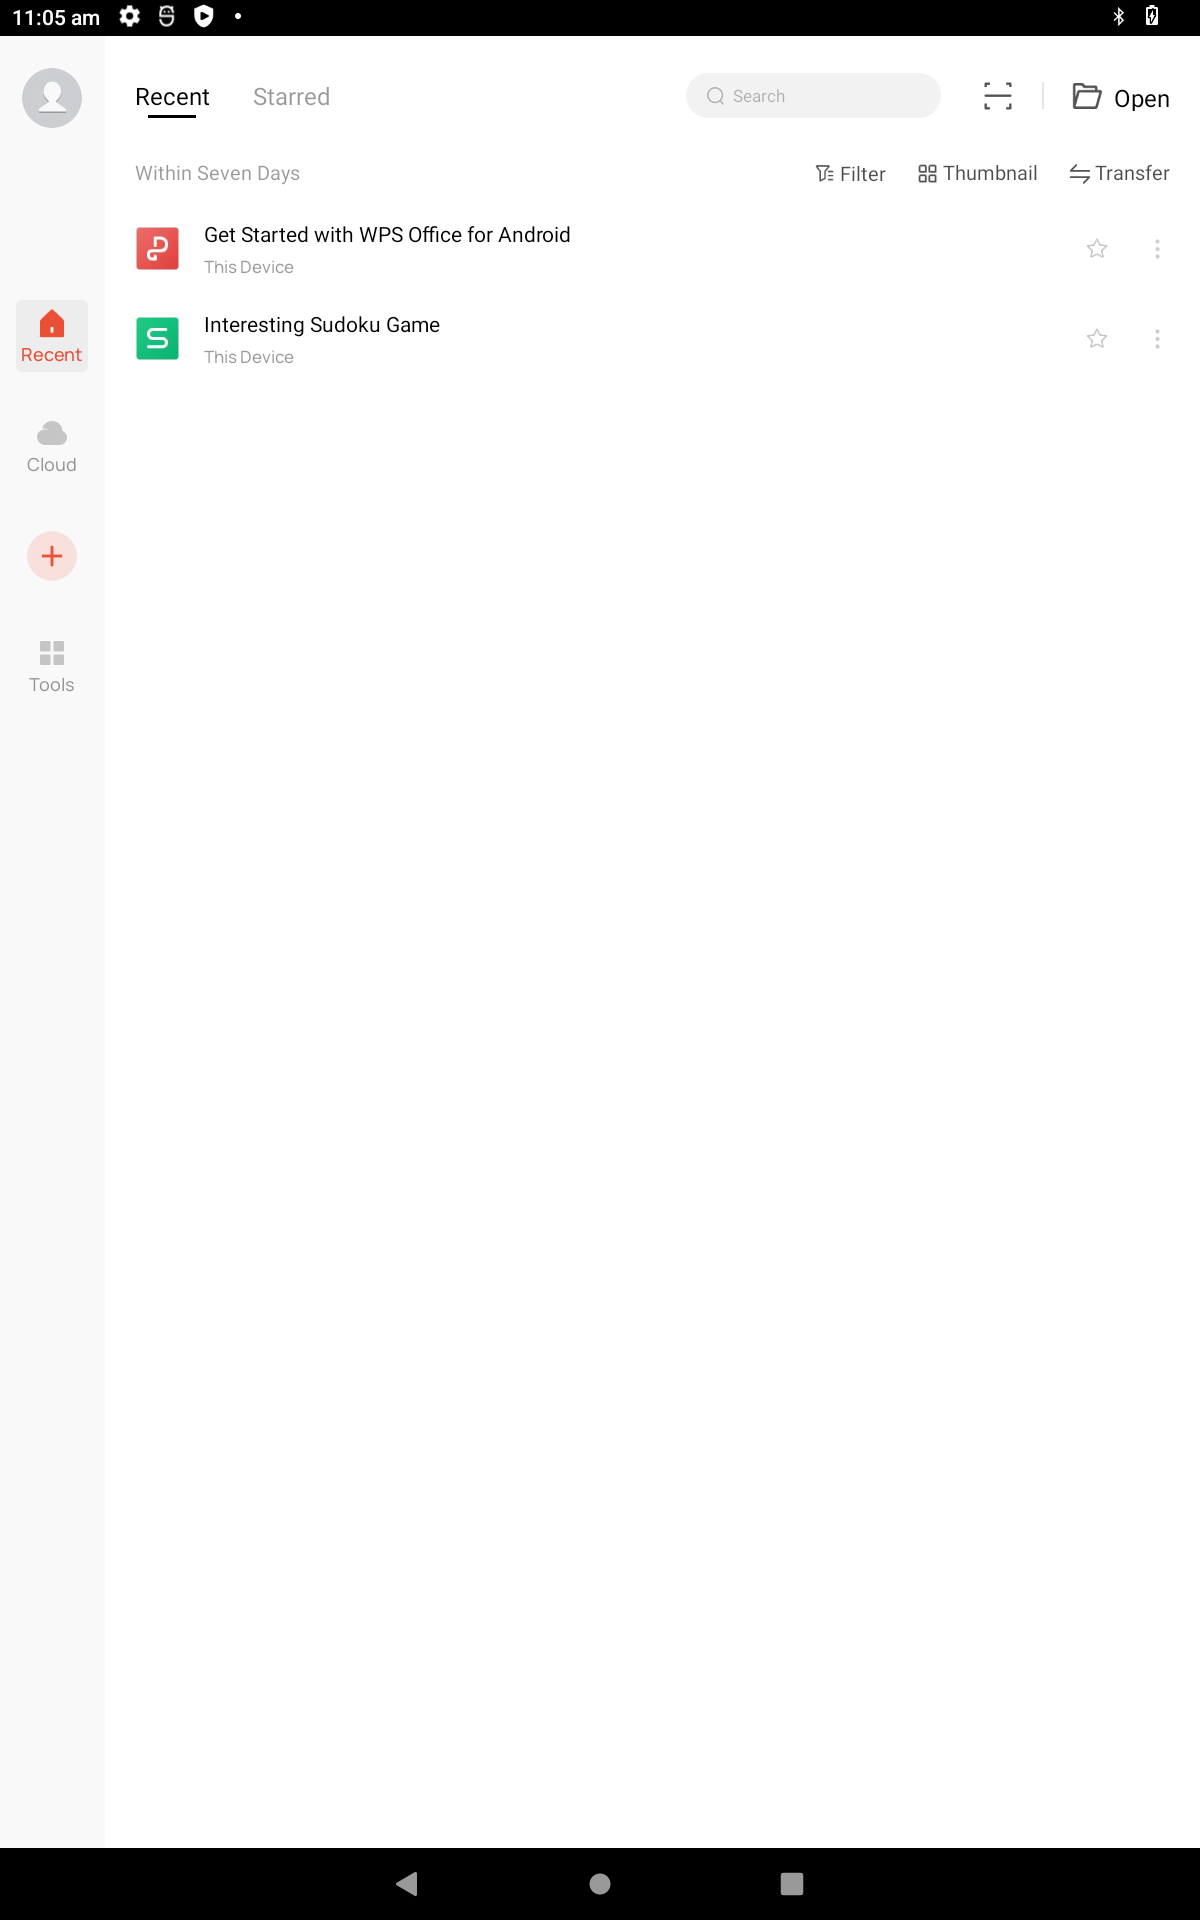 11:05 am
Recent
Starred
Search
Open
Within Seven Days
Filter
Thumbnail
Transfer
Get Started with WPS Office for Android
This Device
Interesting Sudoku Game
This Device
Recent
Cloud
Tools